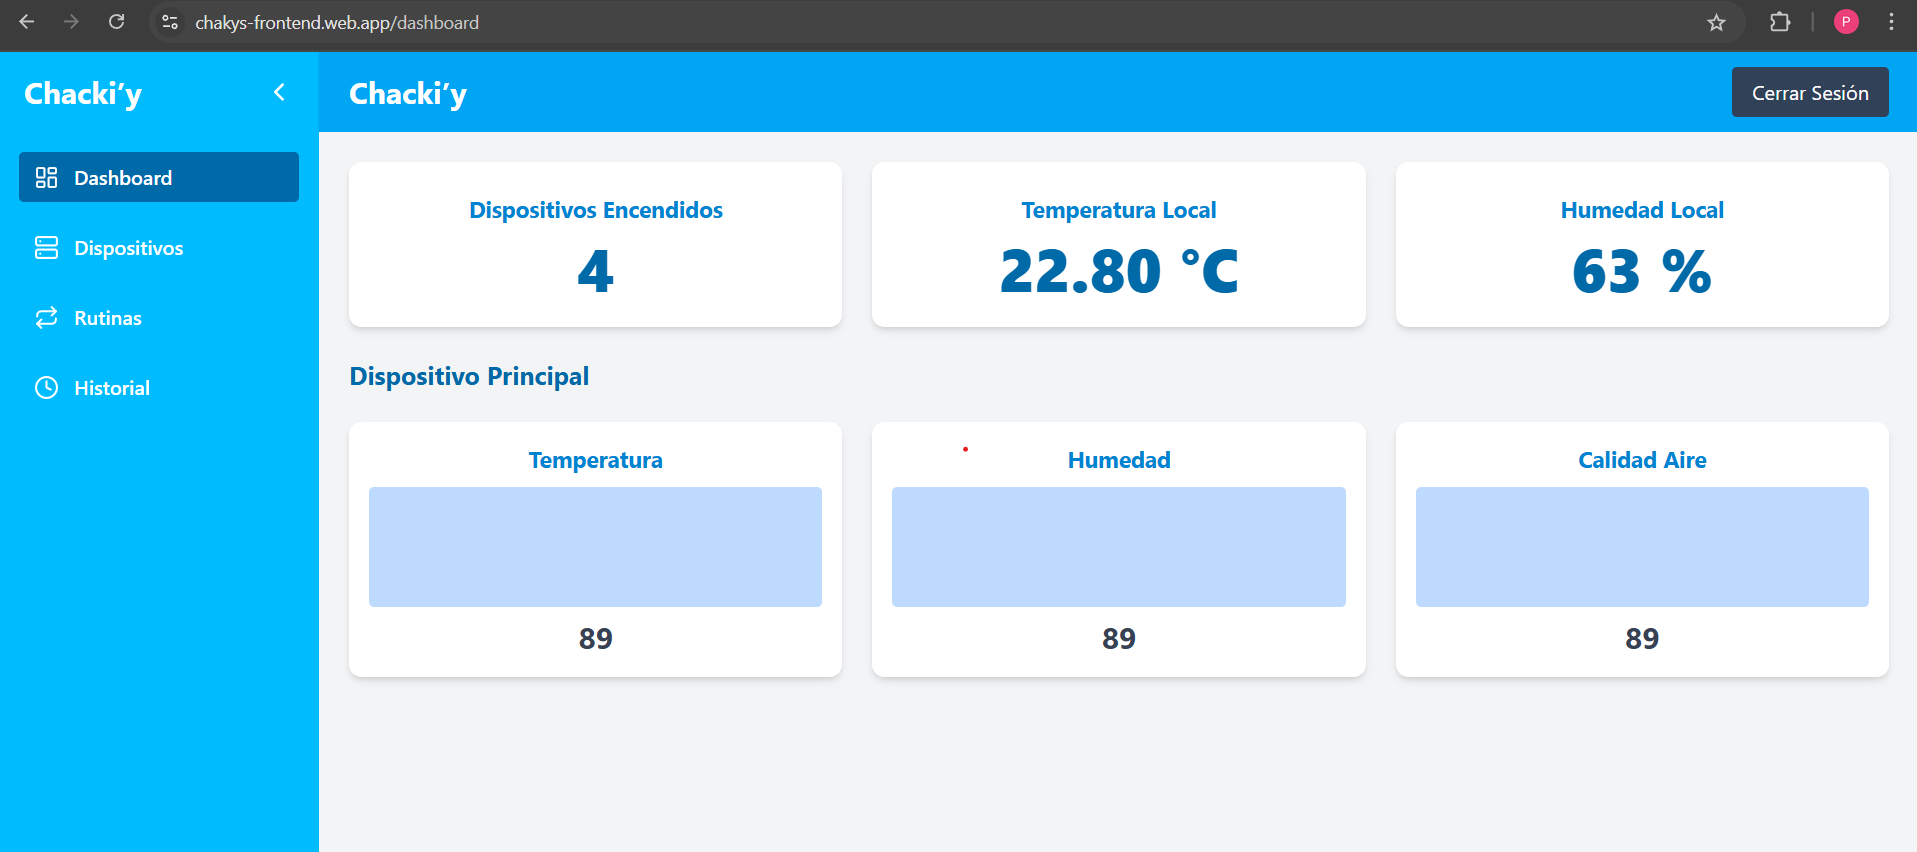 chakys-frontend.web.app/dashboard
P
Chacki’y
Chacki’y
Cerrar Sesión
Dashboard
Dispositivos
Rutinas
Historial
Dispositivos Encendidos
4
Temperatura Local
22.80 °C
Humedad Local
63 %
Dispositivo Principal
Temperatura
89
Humedad
89
Calidad Aire
89